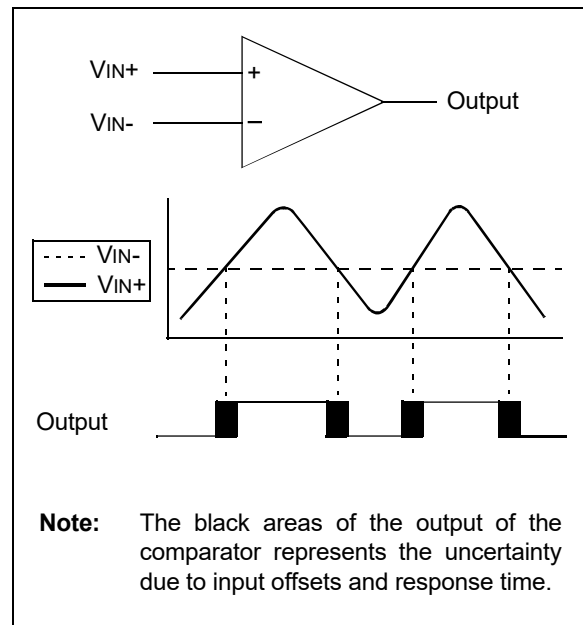 VIN+
+
Output
VIN-
–
VIN-
VIN+
Output
Note: The black areas of the output of the
comparator represents the uncertainty
due to input offsets and response time.